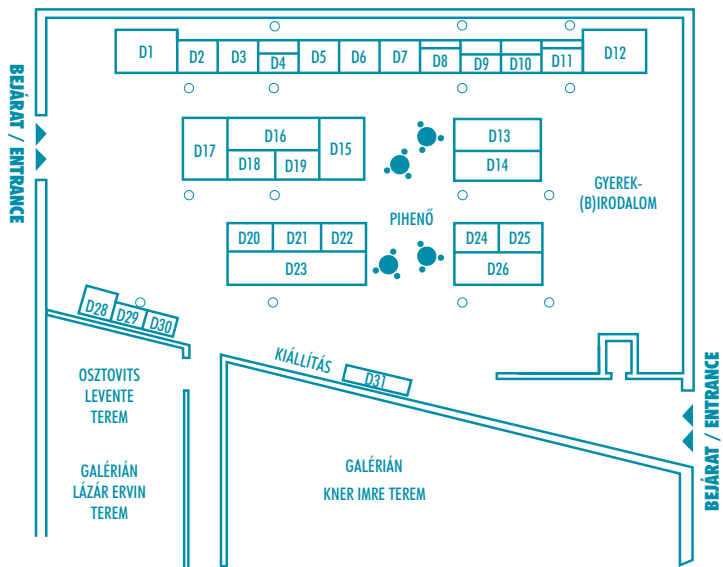 D1
D2
D3
D4
D5
D6
D7
D8
D9
D10
D11
D12
BEJÁRAT / ENTRANCE
D17
D16
D18
D19
D15
D13
D14
GYEREK-
(B)IRODALOM
PIHENŐ
D20
D21
D22
D23
D24
D25
D26
D28
D29
D30
KIÁLLÍTÁS
D31
OSZTOVITS
LEVENTE
TEREM
GALÉRIÁN
LÁZÁR ERVIN
TEREM
GALÉRIÁN
KNER IMRE TEREM
BEJÁRAT / ENTRANCE